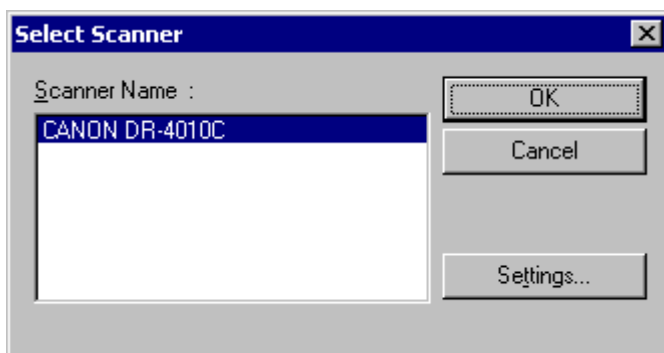 Select Scanner
Scanner Name :
CANON DR-4010C
OK
Cancel
Settings...